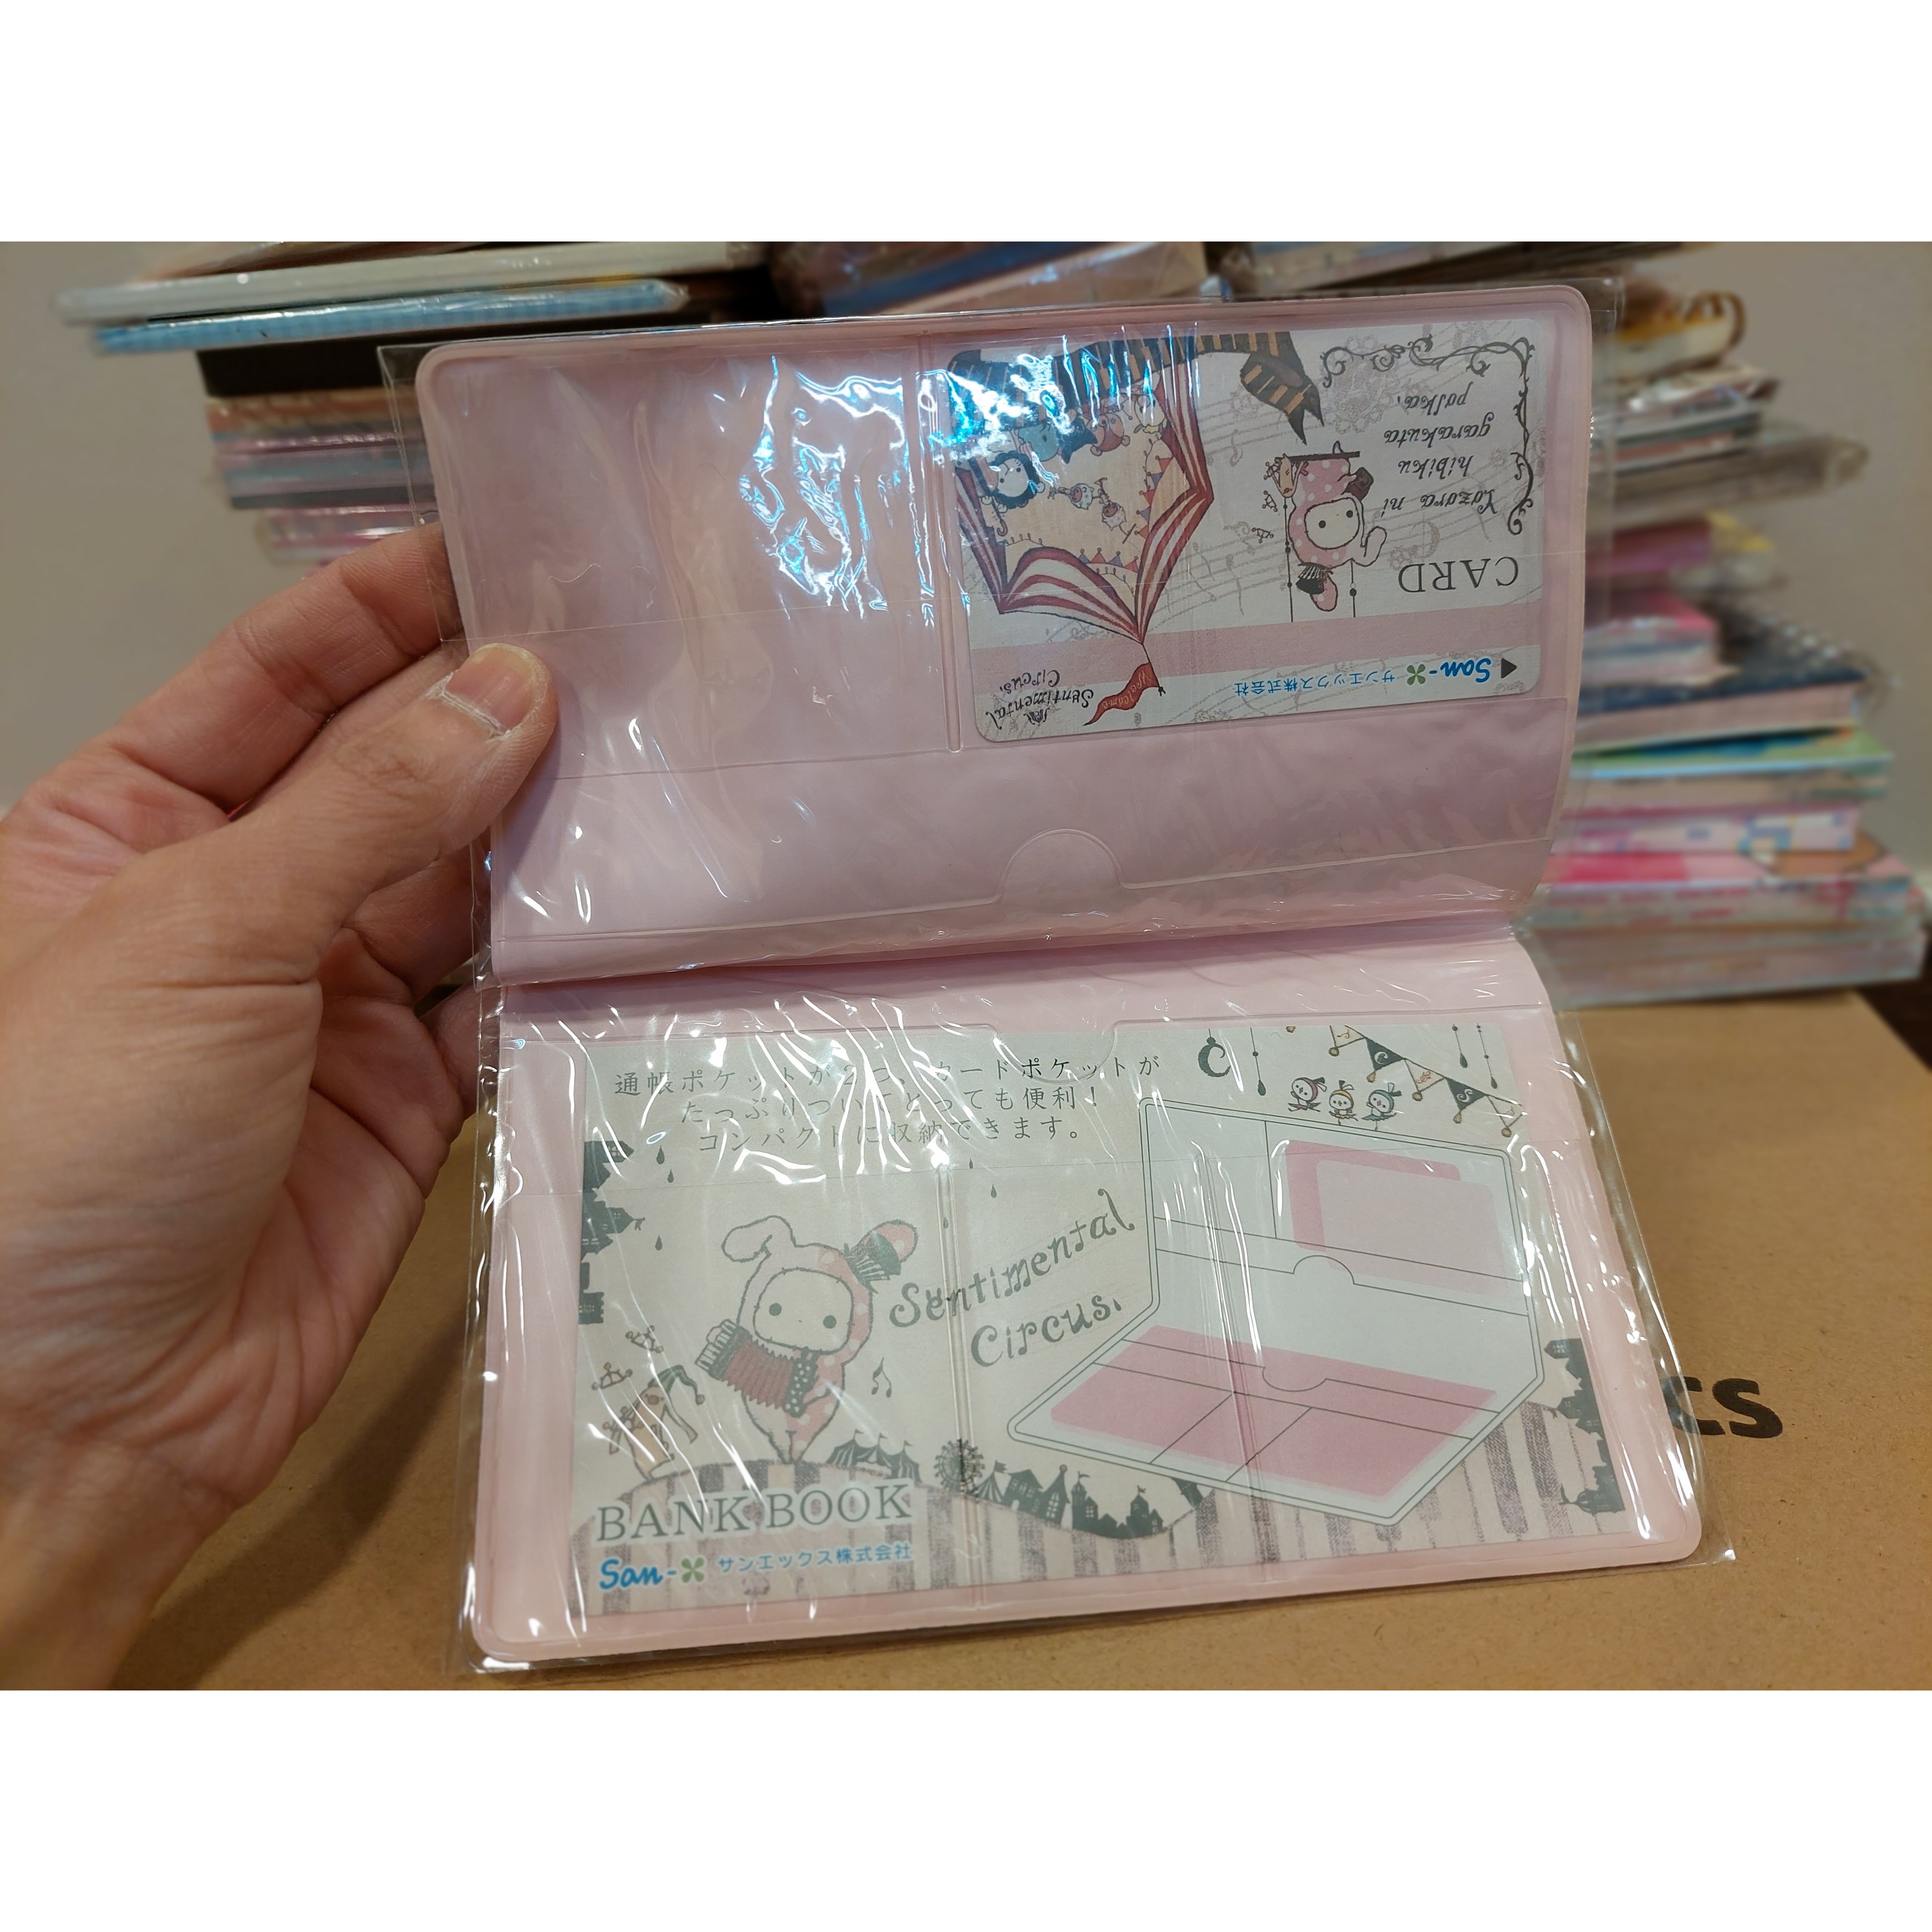 CARD
Yozora ni
hibiku
garakuta
polka.
San-X サンエックス株式会社
Welcome
Sentimental
Circus.
通帳ポケットが2つ、カードポケットが
たっぷりついてとっても便利！
コンパクトに収納できます。
Sentimental
Circus.
BANK BOOK
San-X サンエックス株式会社
CS